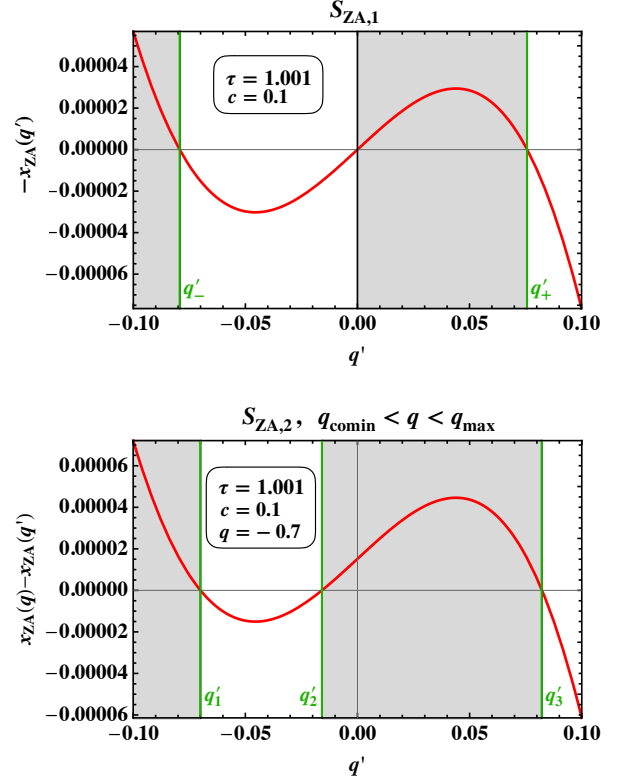 S_ZA,1
τ = 1.001
c = 0.1
0.00004
0.00002
0.00000
−0.00002
−0.00004
−0.00006
−x_ZA(q')
q'_−
q'_+
−0.10
−0.05
0.00
0.05
0.10
q'
S_ZA,2 , q_comin < q < q_max
τ = 1.001
c = 0.1
q = − 0.7
0.00006
0.00004
0.00002
0.00000
−0.00002
−0.00004
−0.00006
x_ZA(q)−x_ZA(q')
q'_1
q'_2
q'_3
−0.10
−0.05
0.00
0.05
0.10
q'